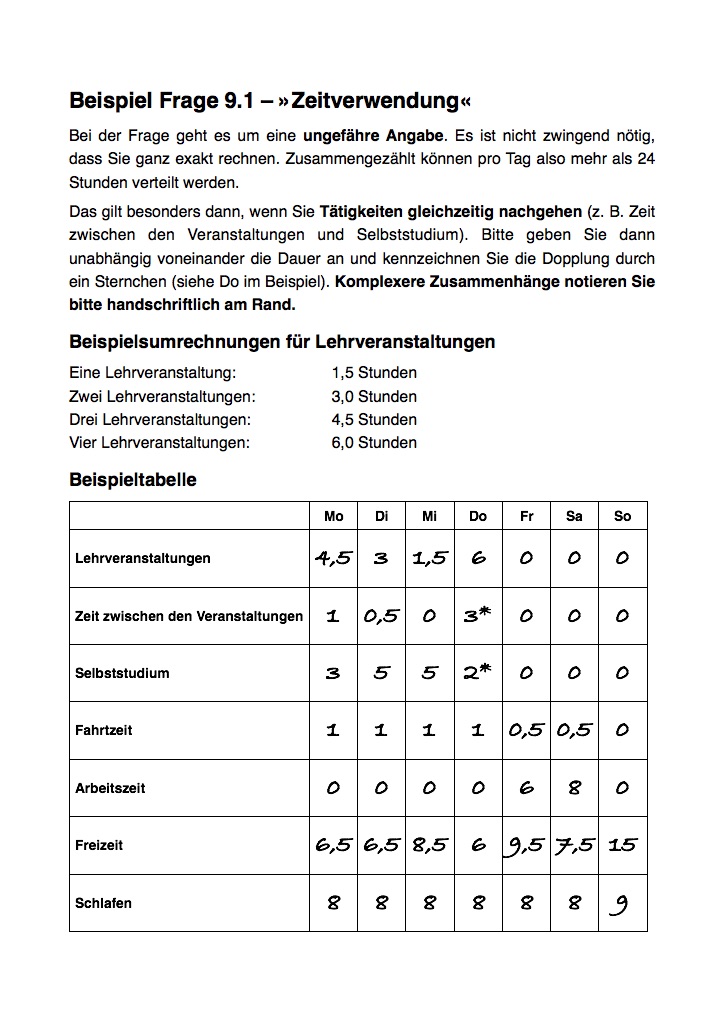 Beispiel Frage 9.1 – »Zeitverwendung«
Bei der Frage geht es um eine ungefähre Angabe. Es ist nicht zwingend nötig,
dass Sie ganz exakt rechnen. Zusammengezählt können pro Tag also mehr als 24
Stunden verteilt werden.
Das gilt besonders dann, wenn Sie Tätigkeiten gleichzeitig nachgehen (z. B. Zeit
zwischen den Veranstaltungen und Selbststudium). Bitte geben Sie dann
unabhängig voneinander die Dauer an und kennzeichnen Sie die Dopplung durch
ein Sternchen (siehe Do im Beispiel). Komplexere Zusammenhänge notieren Sie
bitte handschriftlich am Rand.
Beispielsumrechnungen für Lehrveranstaltungen
Eine Lehrveranstaltung: 1,5 Stunden
Zwei Lehrveranstaltungen: 3,0 Stunden
Drei Lehrveranstaltungen: 4,5 Stunden
Vier Lehrveranstaltungen: 6,0 Stunden
Beispieltabelle
Mo Di Mi Do Fr Sa So
Lehrveranstaltungen 4,5 3 1,5 6 0 0 0
Zeit zwischen den Veranstaltungen 1 0,5 0 3* 0 0 0
Selbststudium 3 5 5 2* 0 0 0
Fahrtzeit 1 1 1 1 0,5 0,5 0
Arbeitszeit 0 0 0 0 6 8 0
Freizeit 6,5 6,5 8,5 6 9,5 7,5 15
Schlafen 8 8 8 8 8 8 9